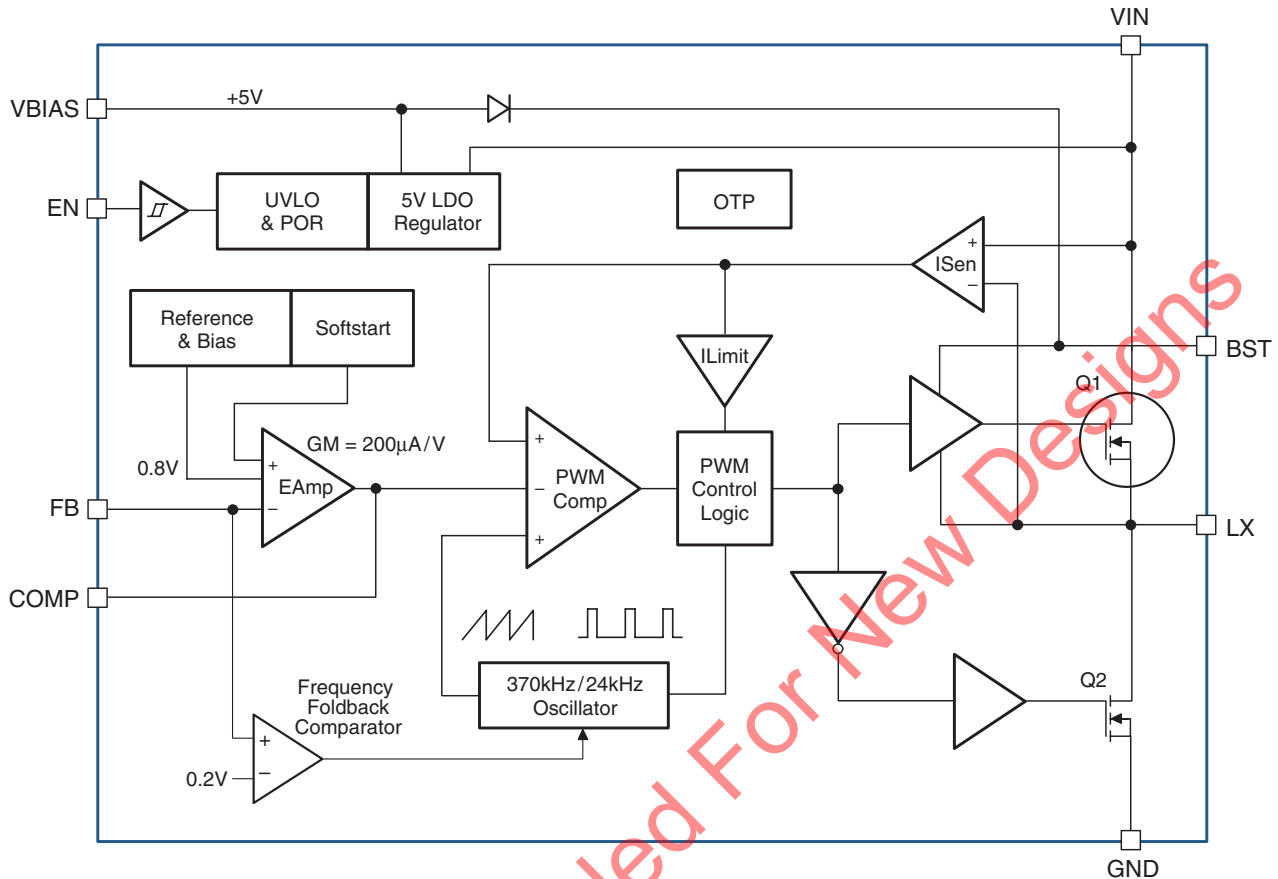 VIN
VBIAS
+5V
EN
UVLO
& POR
5V LDO
Regulator
OTP
+
ISen
−
Reference
& Bias
Softstart
ILimit
BST
Q1
GM = 200µA/V
0.8V
+
EAmp
−
FB
+
−
PWM
Comp
+
PWM
Control
Logic
LX
COMP
370kHz/24kHz
Oscillator
Frequency
Foldback
Comparator
+
−
0.2V
Q2
GND
ded For New Designs